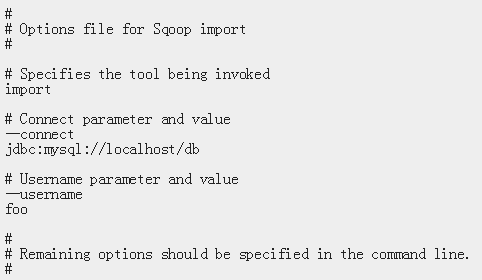 #
# Options file for Sqoop import
#
# Specifies the tool being invoked
import
# Connect parameter and value
--connect
jdbc:mysql://localhost/db
# Username parameter and value
--username
foo
#
# Remaining options should be specified in the command line.
#